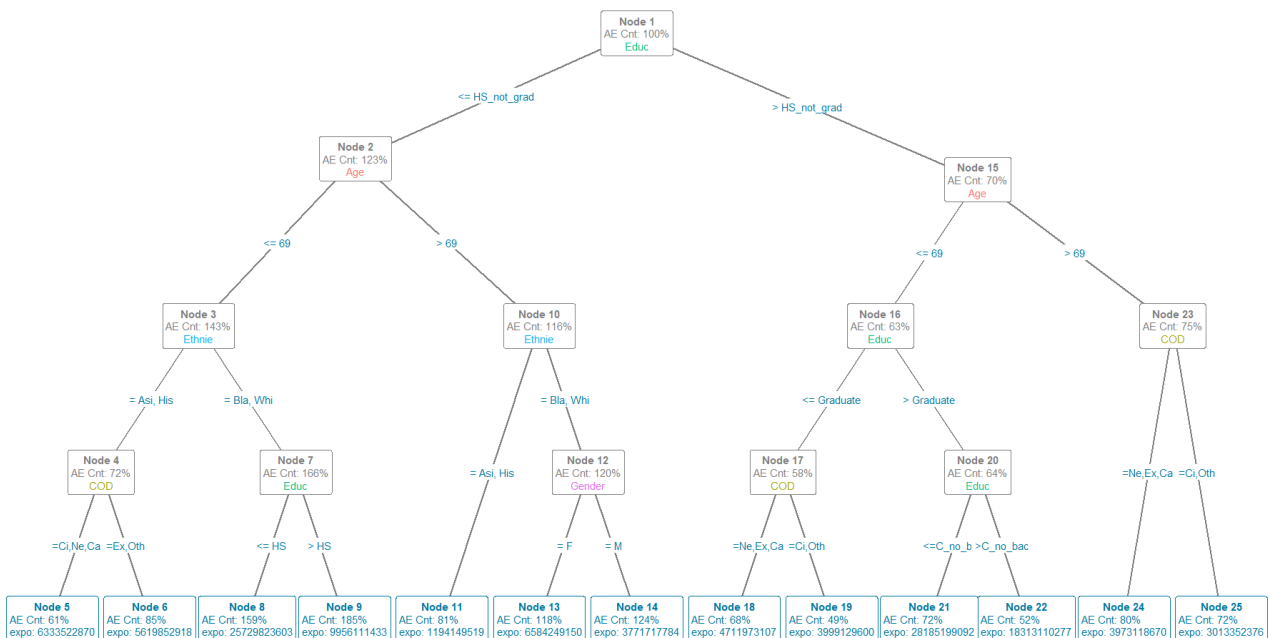 Node 1
AE Cnt: 100%
Educ
<= HS_not_grad
> HS_not_grad
Node 2
AE Cnt: 123%
Age
Node 15
AE Cnt: 70%
Age
<= 69
> 69
<= 69
> 69
Node 3
AE Cnt: 143%
Ethnie
Node 10
AE Cnt: 116%
Ethnie
Node 16
AE Cnt: 63%
Educ
Node 23
AE Cnt: 75%
COD
= Asi, His
= Bla, Whi
= Bla, Whi
<= Graduate
> Graduate
Node 4
AE Cnt: 72%
COD
Node 7
AE Cnt: 166%
Educ
= Asi, His
Node 12
AE Cnt: 120%
Gender
Node 17
AE Cnt: 58%
COD
Node 20
AE Cnt: 64%
Educ
=Ne,Ex,Ca
=Ci,Oth
=Ci,Ne,Ca
=Ex,Oth
<= HS
> HS
= F
= M
=Ne,Ex,Ca
=Ci,Oth
<=C_no_b
>C_no_bac
Node 5
AE Cnt: 61%
expo: 6333522870
Node 6
AE Cnt: 85%
expo: 5619852918
Node 8
AE Cnt: 159%
expo: 25729823603
Node 9
AE Cnt: 185%
expo: 9956111433
Node 11
AE Cnt: 81%
expo: 1194149519
Node 13
AE Cnt: 118%
expo: 6584249150
Node 14
AE Cnt: 124%
expo: 3771717784
Node 18
AE Cnt: 68%
expo: 4711973107
Node 19
AE Cnt: 49%
expo: 3999129600
Node 21
AE Cnt: 72%
expo: 28185199092
Node 22
AE Cnt: 52%
expo: 18313110277
Node 24
AE Cnt: 80%
expo: 3973118670
Node 25
AE Cnt: 72%
expo: 3013352376